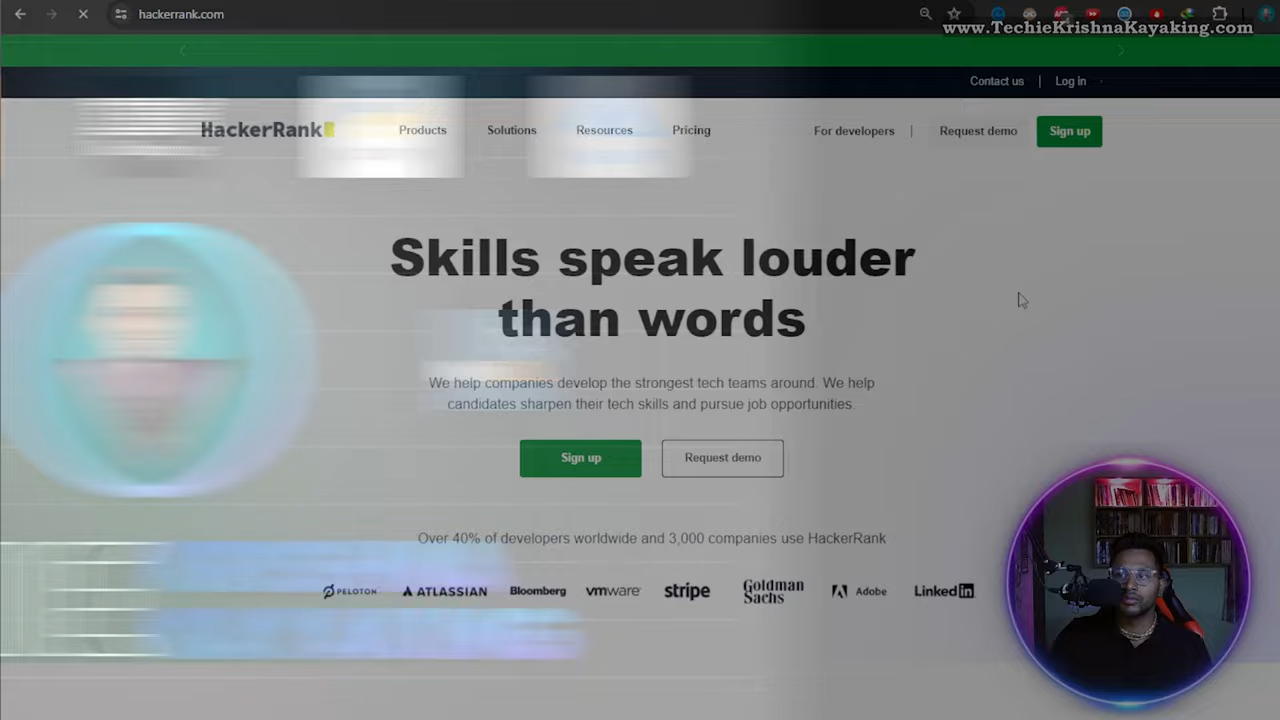 hackerrank.com
www.TechieKrishnaKayaking.com
Contact us | Log in
HackerRank
Products Solutions Resources Pricing
For developers | Request demo Sign up
Skills speak louder
than words
We help companies develop the strongest tech teams around. We help
candidates sharpen their tech skills and pursue job opportunities.
Sign up Request demo
Over 40% of developers worldwide and 3,000 companies use HackerRank
PELOTON ATLASSIAN Bloomberg vmware stripe Goldman Sachs Adobe LinkedIn